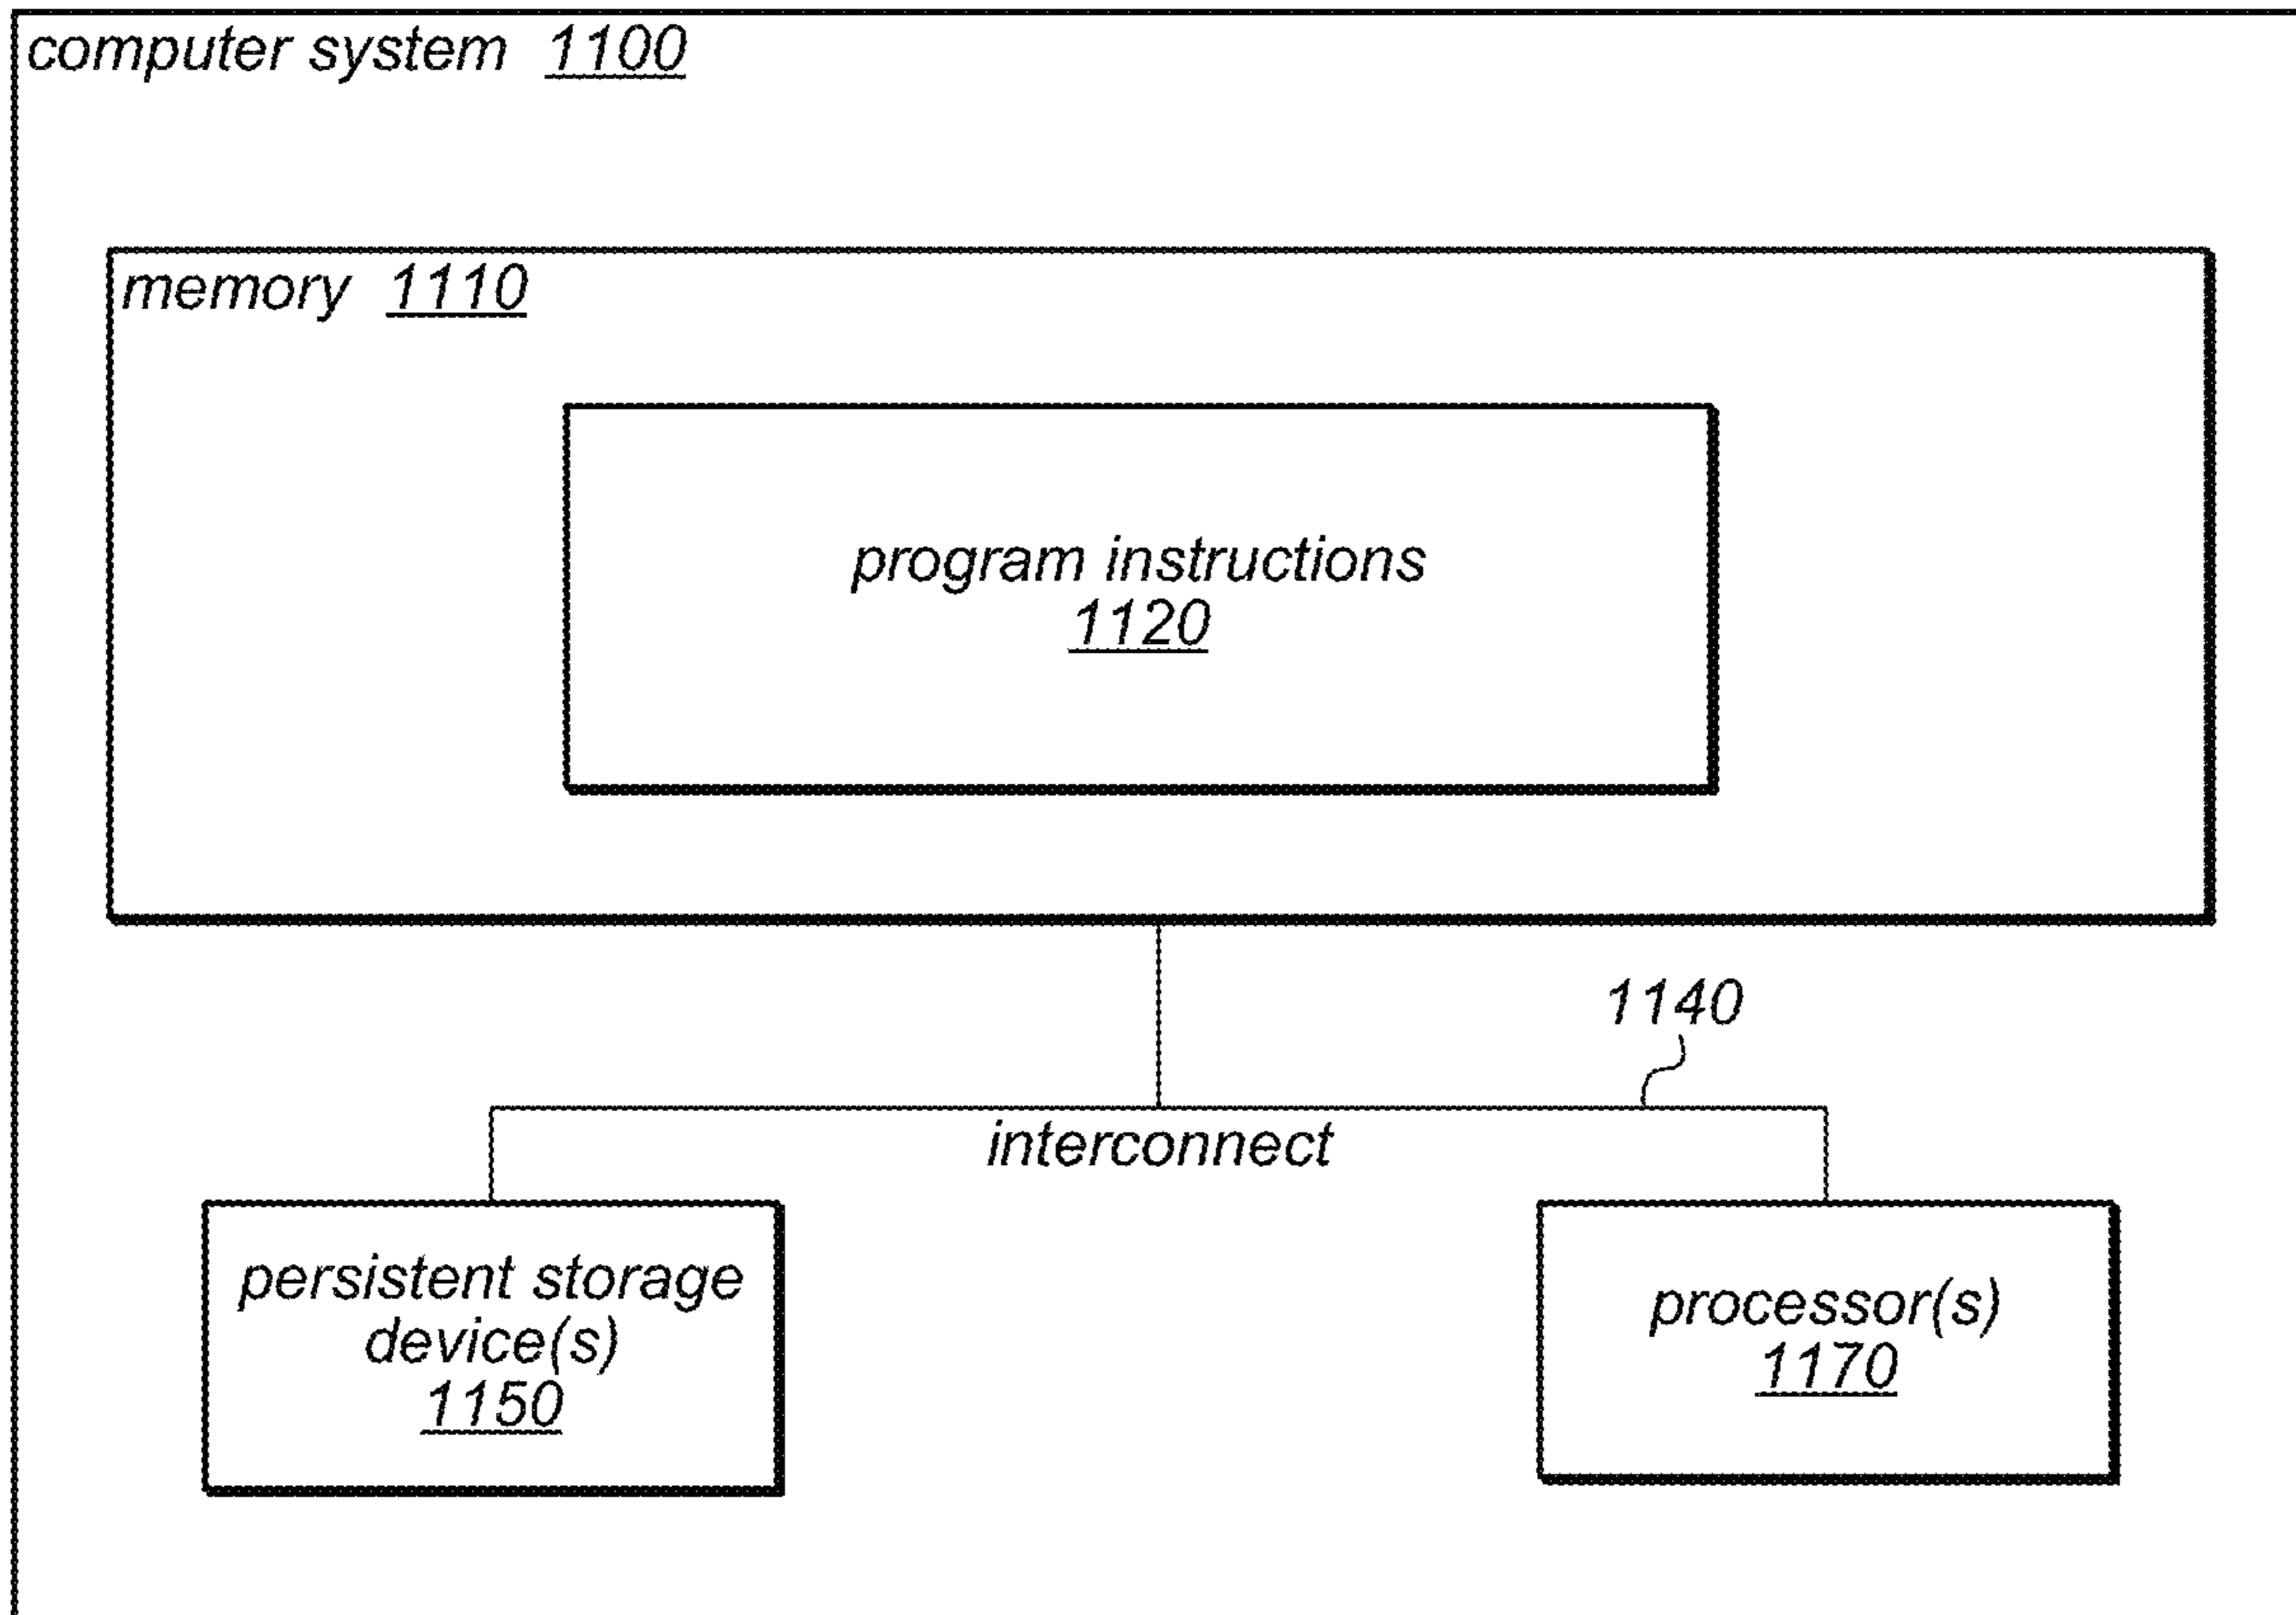 computer system 1100
memory 1110
program instructions
1120
1140
interconnect
persistent storage
device(s)
1150
processor(s)
1170